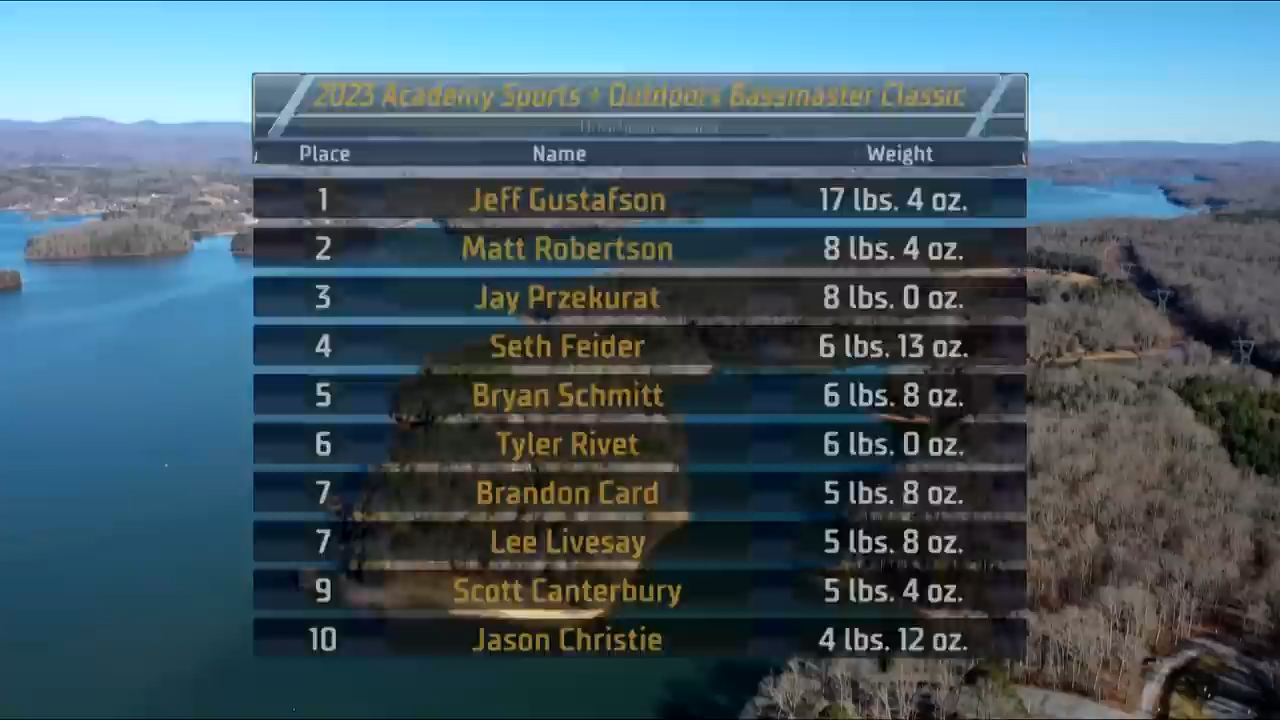 2023 Academy Sports + Outdoors Bassmaster Classic
Place Name Weight
1 Jeff Gustafson 17 lbs. 4 oz.
2 Matt Robertson 8 lbs. 4 oz.
3 Jay Przekurat 8 lbs. 0 oz.
4 Seth Feider 6 lbs. 13 oz.
5 Bryan Schmitt 6 lbs. 8 oz.
6 Tyler Rivet 6 lbs. 0 oz.
7 Brandon Card 5 lbs. 8 oz.
7 Lee Livesay 5 lbs. 8 oz.
9 Scott Canterbury 5 lbs. 4 oz.
10 Jason Christie 4 lbs. 12 oz.